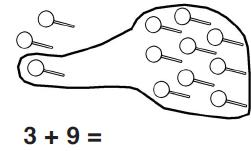 3 + 9 =